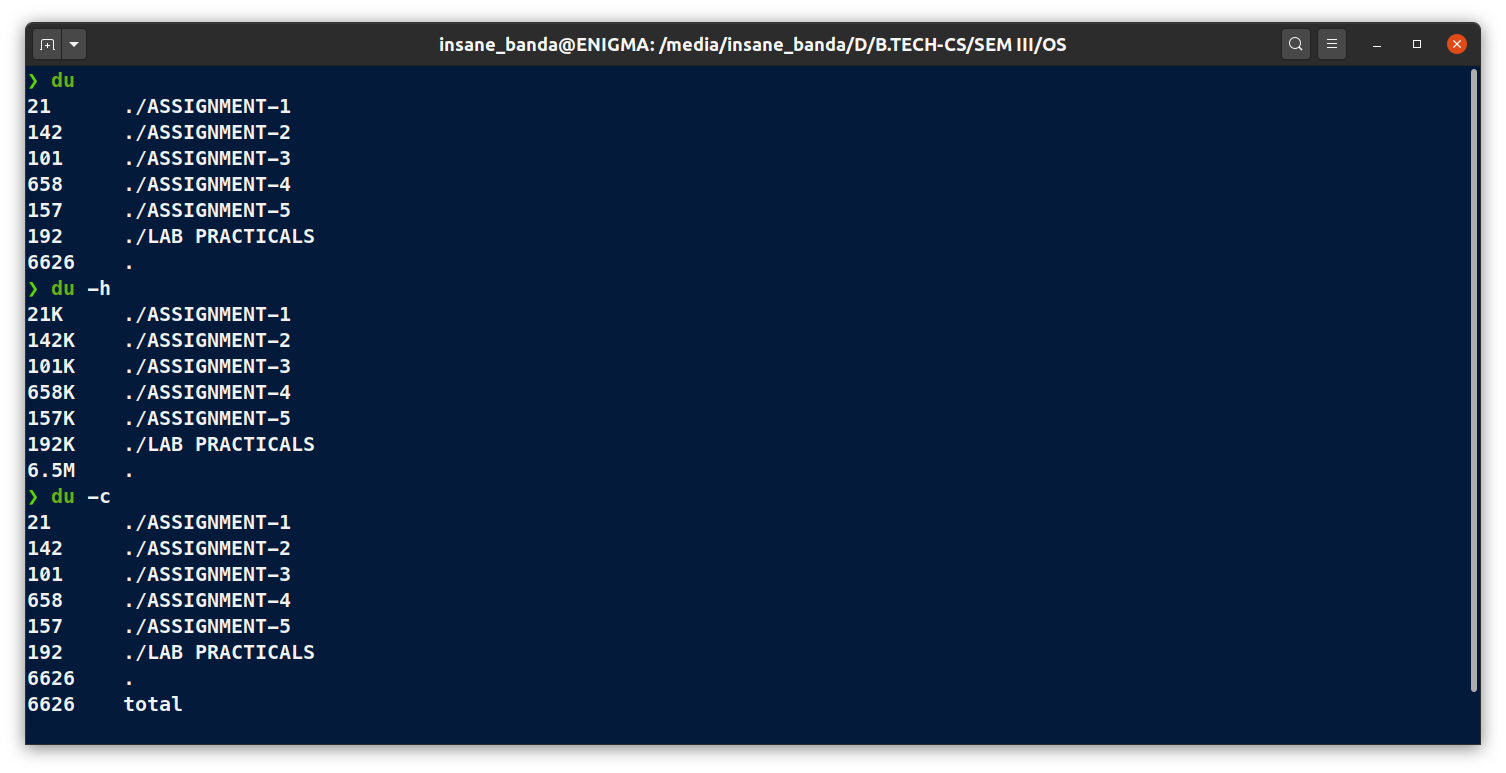 insane_banda@ENIGMA: /media/insane_banda/D/B.TECH-CS/SEM III/OS
❯ du
21 ./ASSIGNMENT-1
142 ./ASSIGNMENT-2
101 ./ASSIGNMENT-3
658 ./ASSIGNMENT-4
157 ./ASSIGNMENT-5
192 ./LAB PRACTICALS
6626 .
❯ du -h
21K ./ASSIGNMENT-1
142K ./ASSIGNMENT-2
101K ./ASSIGNMENT-3
658K ./ASSIGNMENT-4
157K ./ASSIGNMENT-5
192K ./LAB PRACTICALS
6.5M .
❯ du -c
21 ./ASSIGNMENT-1
142 ./ASSIGNMENT-2
101 ./ASSIGNMENT-3
658 ./ASSIGNMENT-4
157 ./ASSIGNMENT-5
192 ./LAB PRACTICALS
6626 .
6626 total